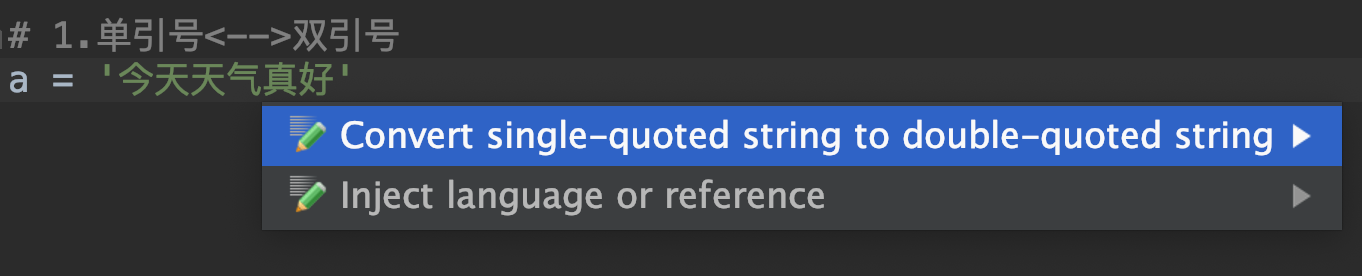 # 1.单引号<-->双引号
a = '今天天气真好'
Convert single-quoted string to double-quoted string
Inject language or reference